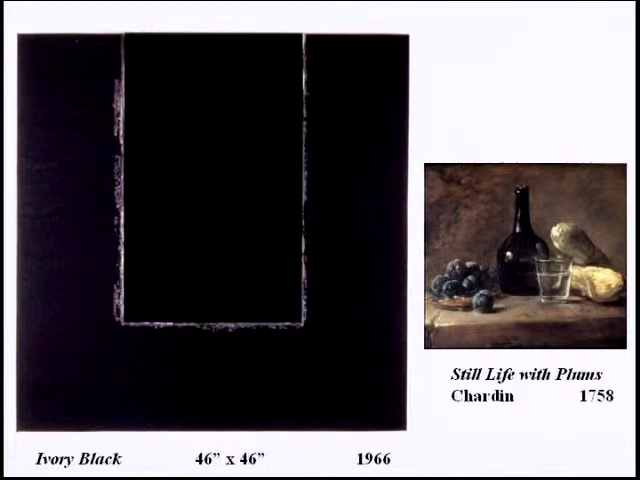 Still Life with Plums
Chardin 1758
Ivory Black 46” x 46” 1966